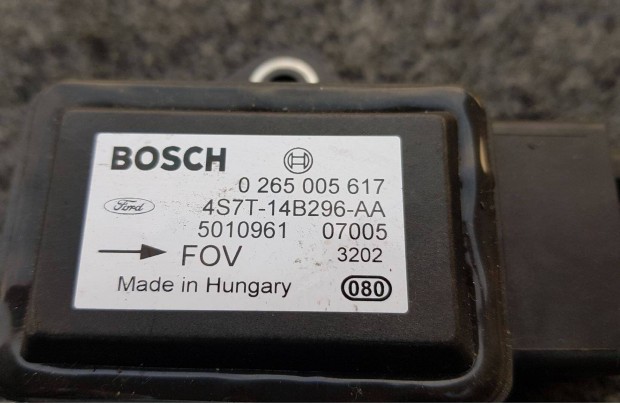 BOSCH
0 265 005 617
Ford 4S7T-14B296-AA
5010961 07005
FOV 3202
Made in Hungary 080